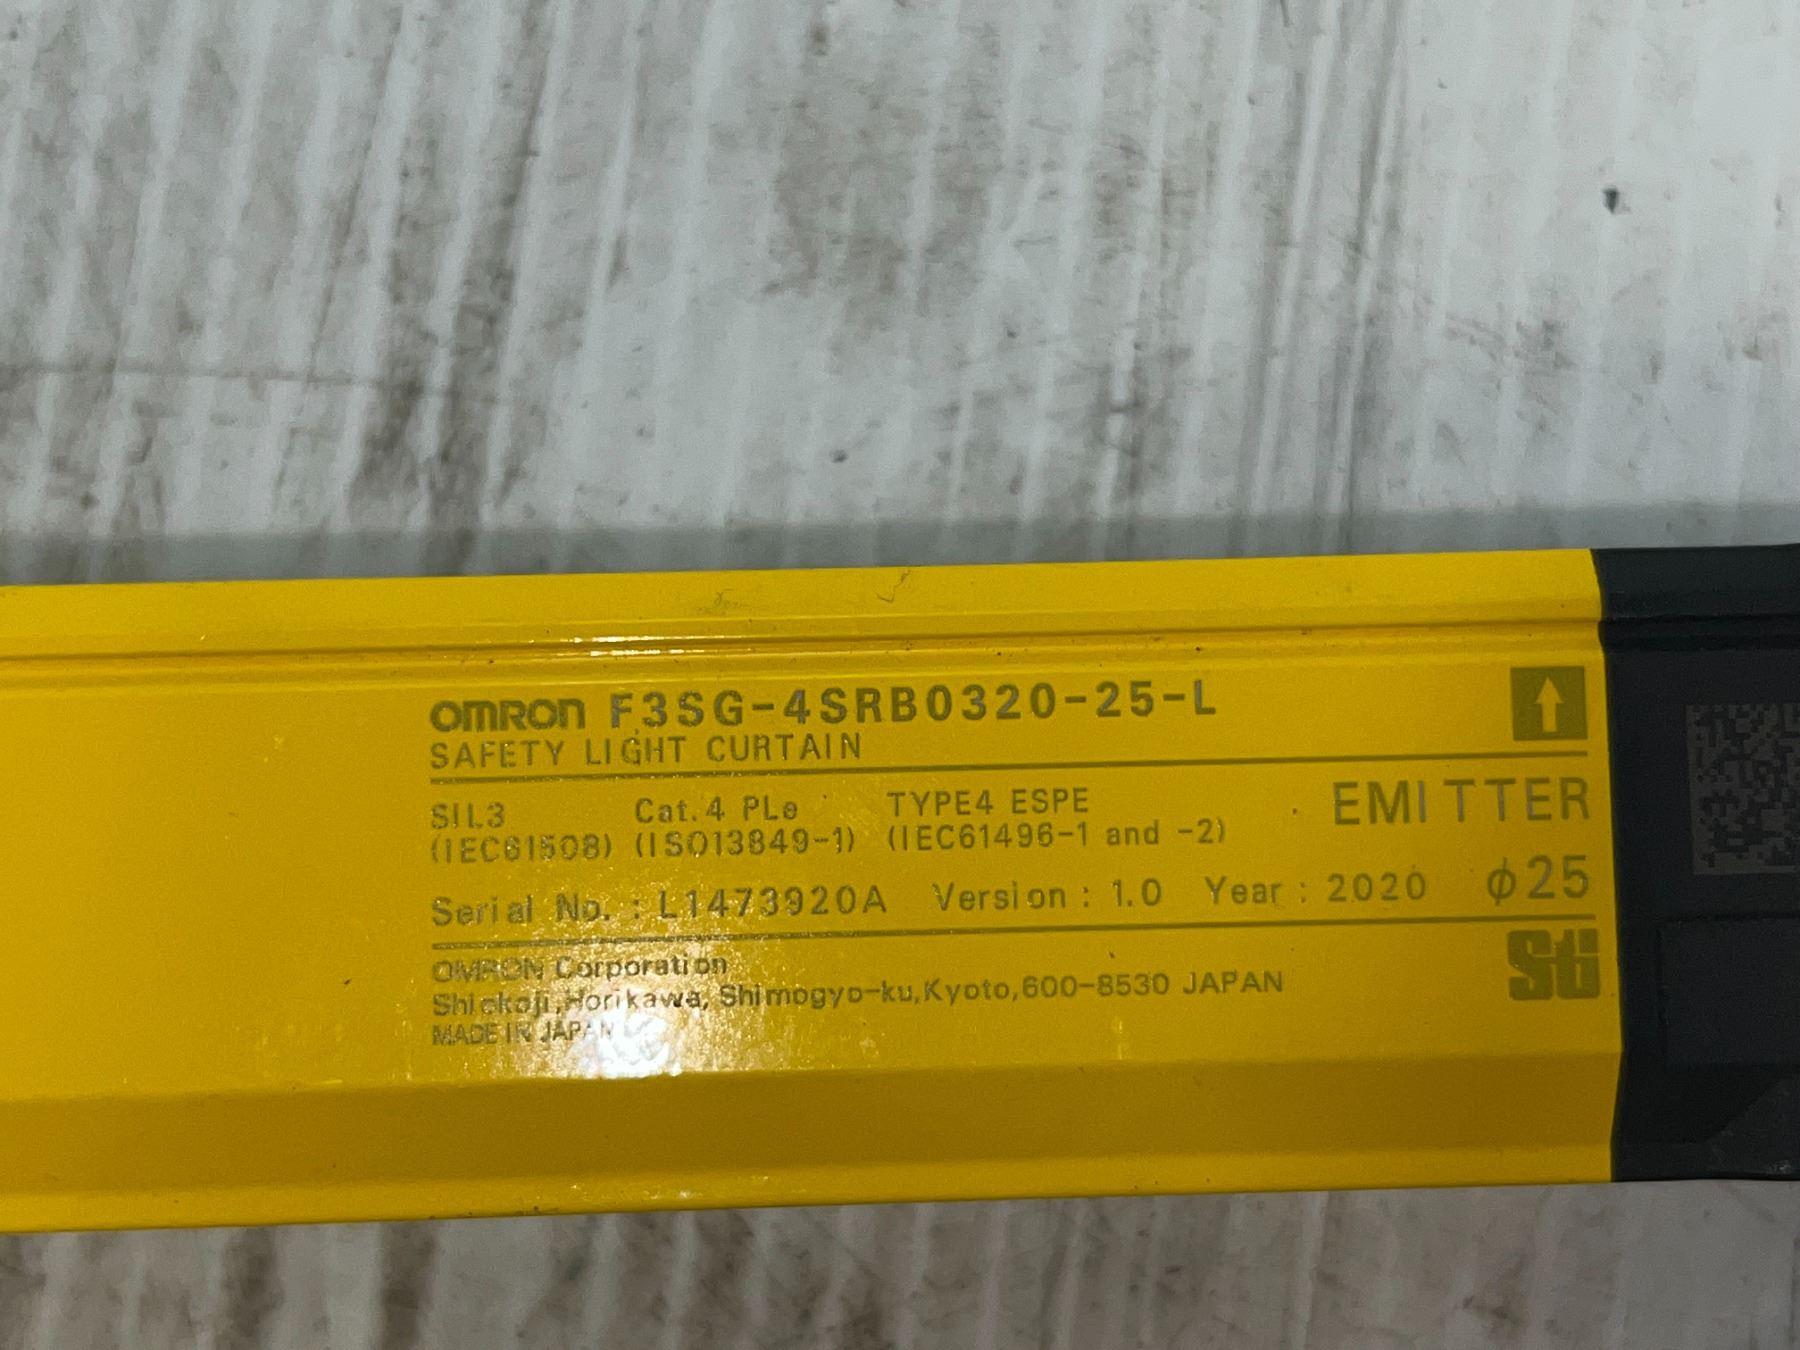 OMRON F3SG-4SRB0320-25-L
SAFETY LIGHT CURTAIN
SIL3 Cat.4 PLe TYPE4 ESPE EMITTER
(IEC61508) (ISO13849-1) (IEC61496-1 and -2)
Serial No. : L1473920A Version : 1.0 Year : 2020 φ25
OMRON Corporation Sti
Shiokoji,Horikawa, Shimogyo-ku,Kyoto,600-8530 JAPAN
MADE IN JAPAN